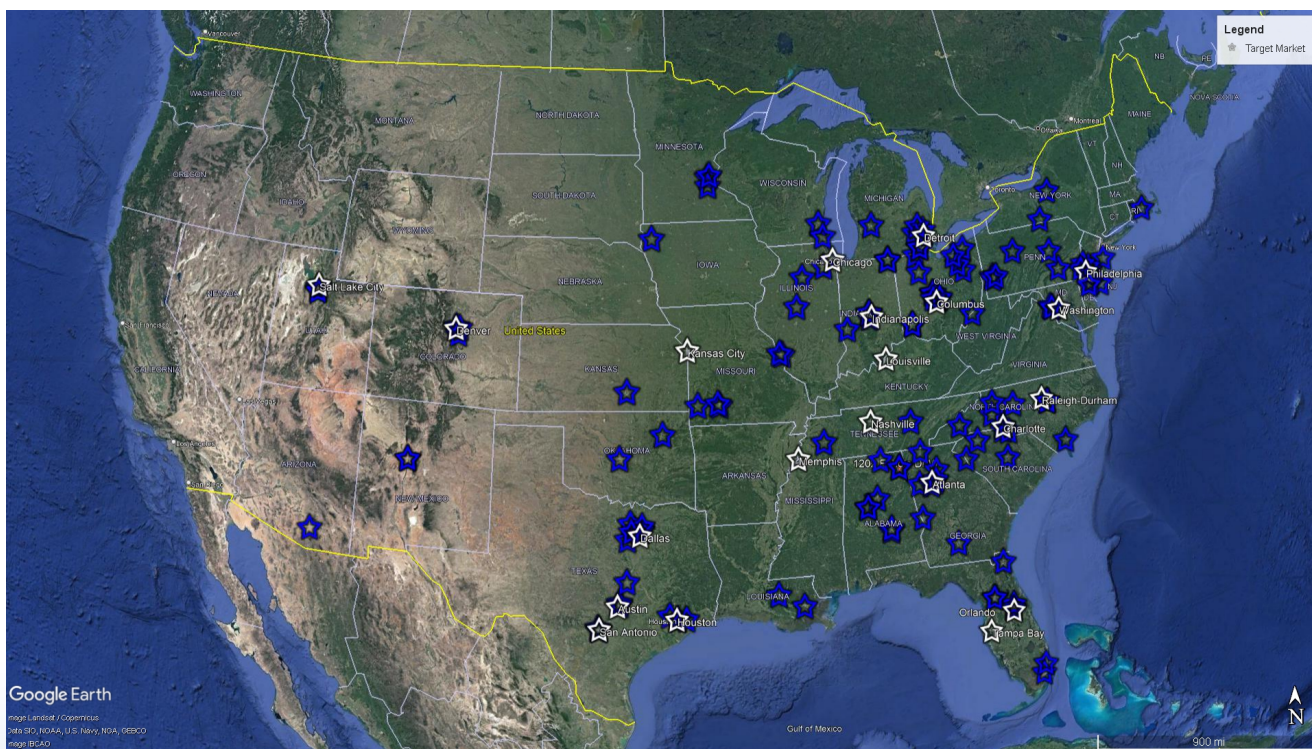 Legend
Target Market
Vancouver
WASHINGTON
MONTANA
NORTH DAKOTA
MINNESOTA
OREGON
IDAHO
SOUTH DAKOTA
WISCONSIN
MICHIGAN
Ottawa
Montreal
NB
PE
NOVA SCOTIA
MAINE
VT
NH
Toronto
NEW YORK
MA
CT
RI
WYOMING
Detroit
IOWA
Chicago
New York
PENN
Philadelphia
NJ
Salt Lake City
NEVADA
NEBRASKA
ILLINOIS
OHIO
Columbus
MD
Washington
Indianapolis
San Francisco
UTAH
Denver
United States
COLORADO
WEST VIRGINIA
Kansas City
Louisville
CALIFORNIA
KANSAS
MISSOURI
KENTUCKY
VIRGINIA
Raleigh-Durham
NORTH CAROLINA
Nashville
TENNESSEE
Charlotte
Los Angeles
ARIZONA
OKLAHOMA
Memphis
120,
SOUTH CAROLINA
San Diego
NEW MEXICO
ARKANSAS
MISSISSIPPI
Atlanta
ALABAMA
GEORGIA
Dallas
TEXAS
LOUISIANA
Austin
Houston
San Antonio
Orlando
Tampa Bay
Google Earth
Image Landsat / Copernicus
Data SIO, NOAA, U.S. Navy, NGA, GEBCO
Image IBCAO
Gulf of Mexico
N
900 mi